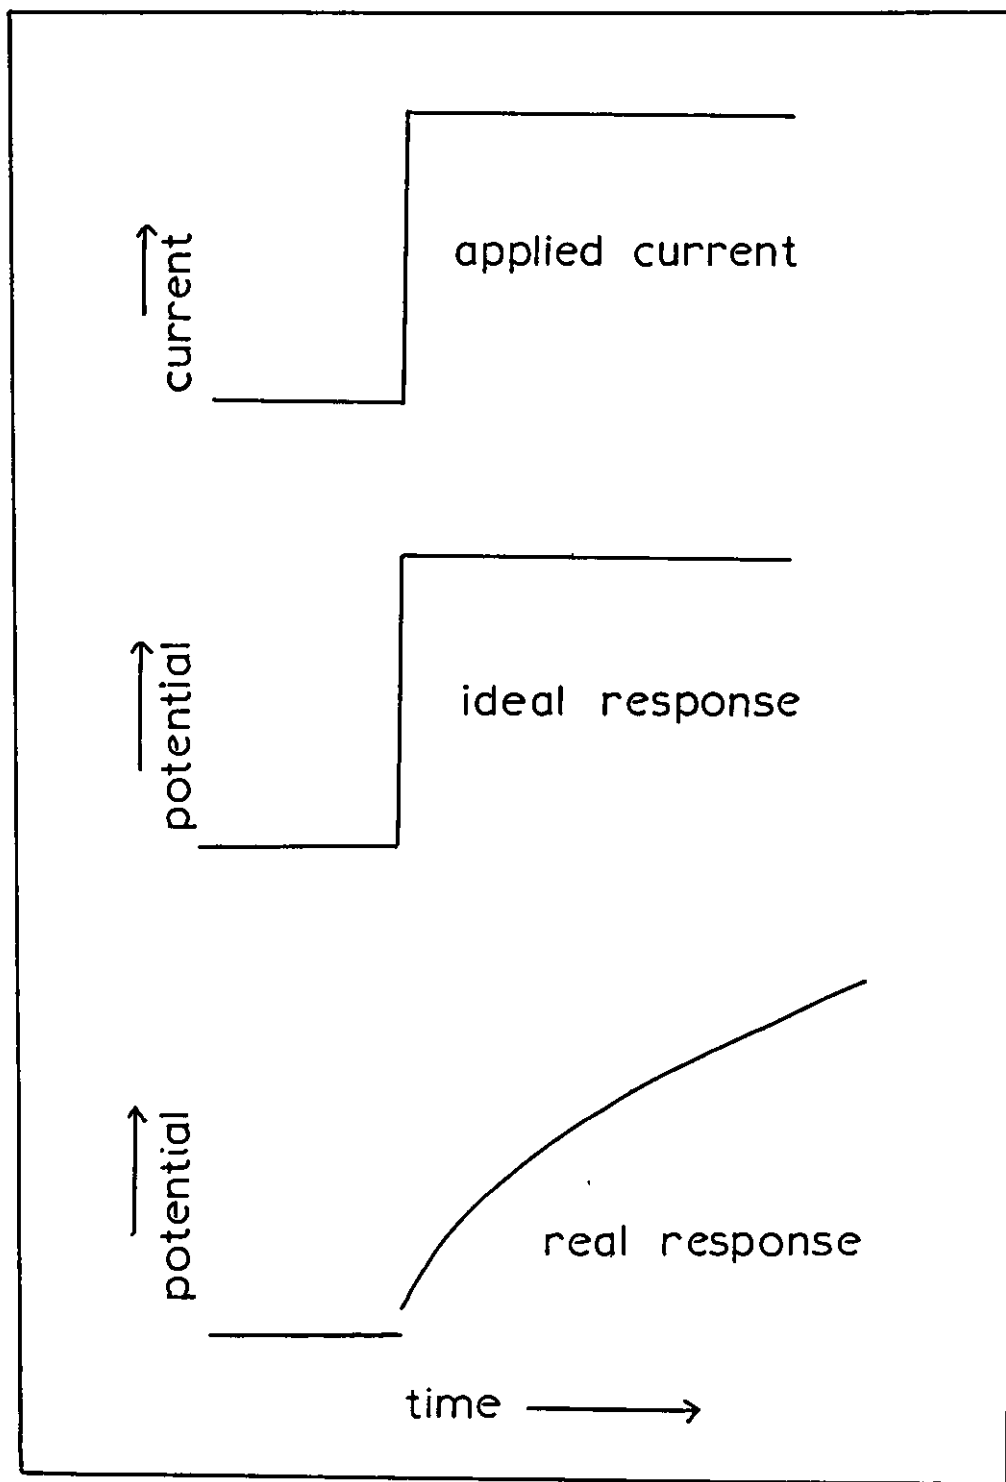 current
applied current
potential
ideal response
potential
real response
time